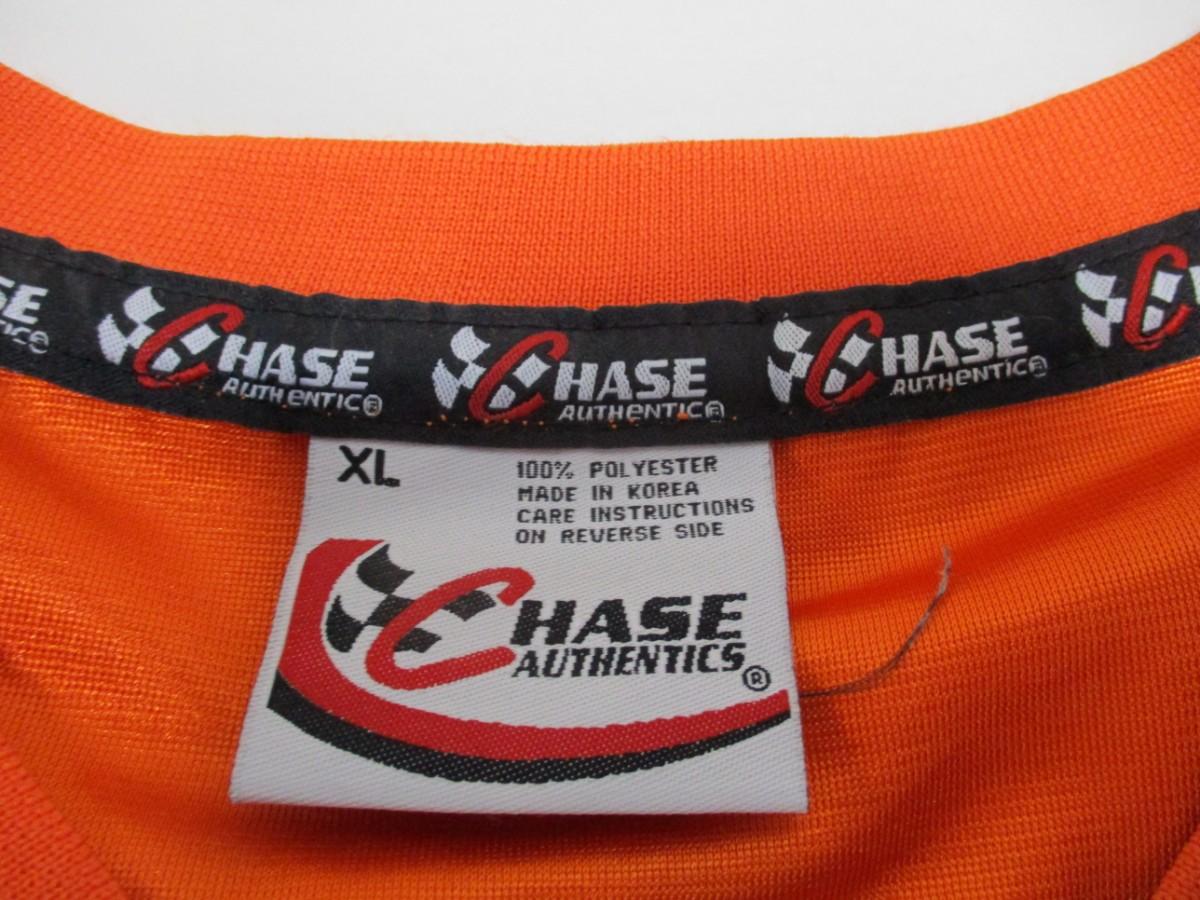 SE
CHASE
AUTHENTIC®
CHASE
AUTHENTIC®
CHASE
AUTHENTIC®
C
XL
100% POLYESTER
MADE IN KOREA
CARE INSTRUCTIONS
ON REVERSE SIDE
CHASE
AUTHENTICS®